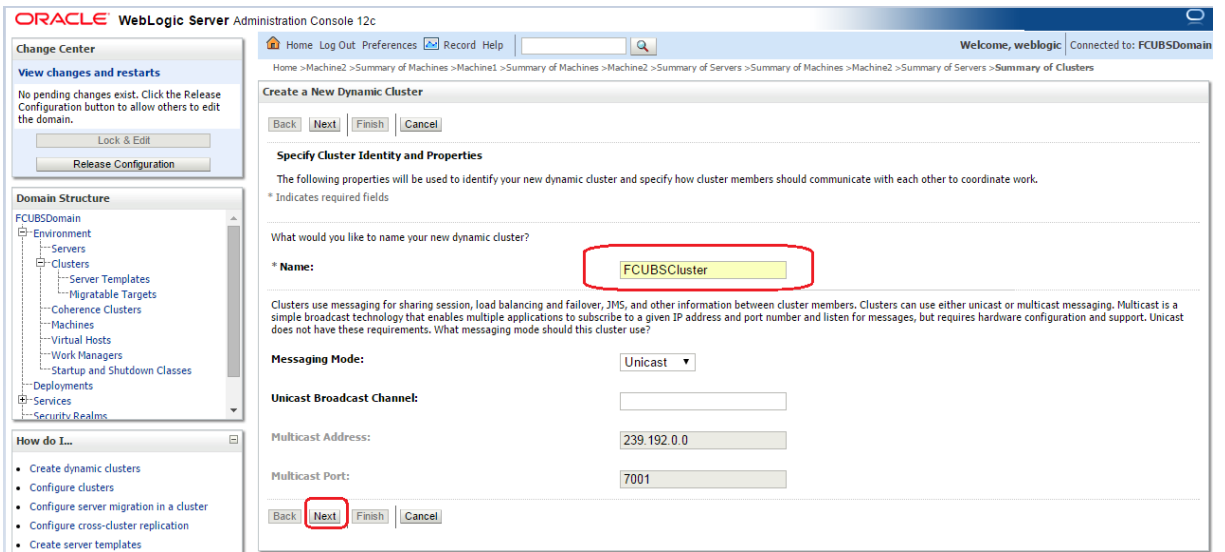 ORACLE WebLogic Server Administration Console 12c
Change Center
View changes and restarts
No pending changes exist. Click the Release
Configuration button to allow others to edit
the domain.
Lock & Edit
Release Configuration
Domain Structure
FCUBSDomain
Environment
Servers
Clusters
Server Templates
Migratable Targets
Coherence Clusters
Machines
Virtual Hosts
Work Managers
Startup and Shutdown Classes
Deployments
Services
Security Realms
How do I...
Create dynamic clusters
Configure clusters
Configure server migration in a cluster
Configure cross-cluster replication
Create server templates
Home Log Out Preferences Record Help
Welcome, weblogic Connected to: FCUBSDomain
Home >Machine2 >Summary of Machines >Machine1 >Summary of Machines >Machine2 >Summary of Servers >Summary of Machines >Machine2 >Summary of Servers >Summary of Clusters
Create a New Dynamic Cluster
Back Next Finish Cancel
Specify Cluster Identity and Properties
The following properties will be used to identify your new dynamic cluster and specify how cluster members should communicate with each other to coordinate work.
* Indicates required fields
What would you like to name your new dynamic cluster?
* Name: FCUBSCluster
Clusters use messaging for sharing session, load balancing and failover, JMS, and other information between cluster members. Clusters can use either unicast or multicast messaging. Multicast is a
simple broadcast technology that enables multiple applications to subscribe to a given IP address and port number and listen for messages, but requires hardware configuration and support. Unicast
does not have these requirements. What messaging mode should this cluster use?
Messaging Mode: Unicast
Unicast Broadcast Channel:
Multicast Address: 239.192.0.0
Multicast Port: 7001
Back Next Finish Cancel